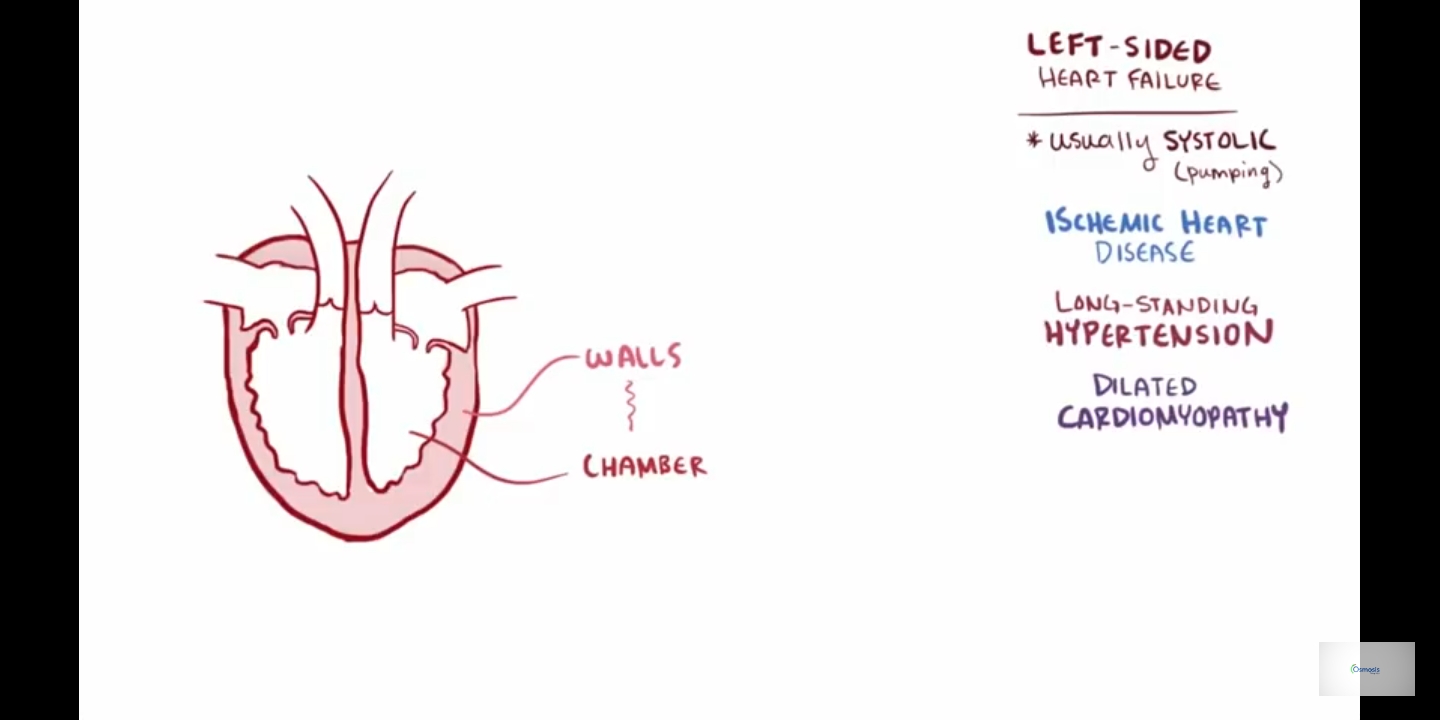 LEFT-SIDED
HEART FAILURE
* usually SYSTOLIC
(pumping)
ISCHEMIC HEART
DISEASE
LONG-STANDING
HYPERTENSION
DILATED
CARDIOMYOPATHY
WALLS
CHAMBER
Osmosis